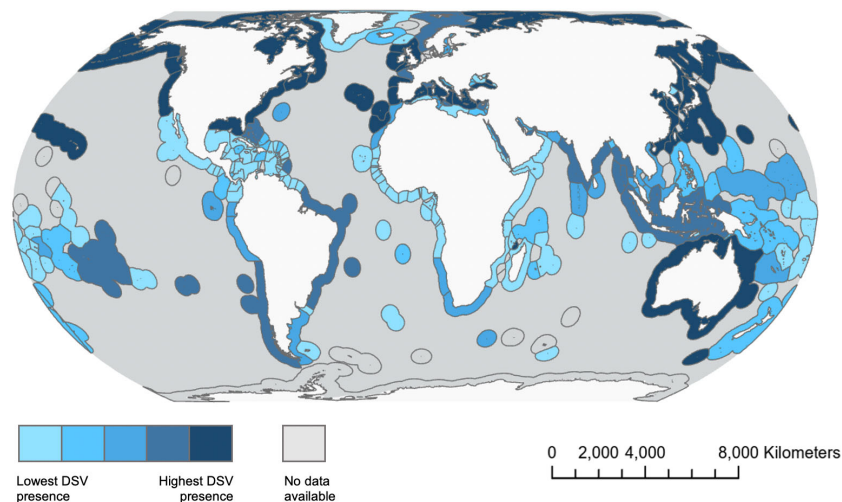 Lowest DSV
presence
Highest DSV
presence
No data
available
0 2,000 4,000 8,000 Kilometers